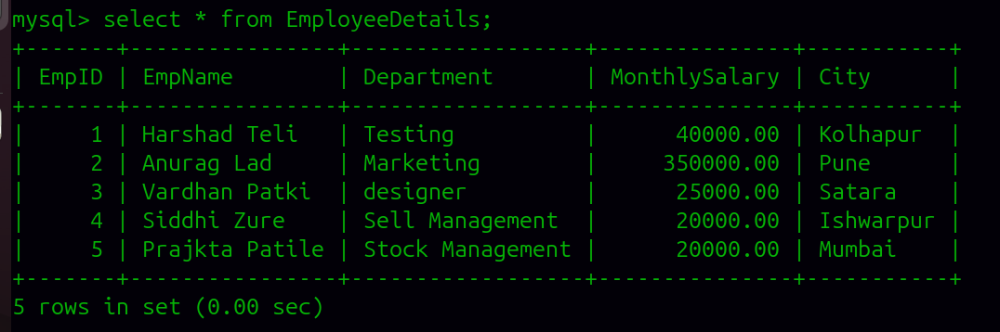 mysql> select * from EmployeeDetails;
+-------+----------------+------------------+---------------+-----------+
| EmpID | EmpName        | Department       | MonthlySalary | City      |
+-------+----------------+------------------+---------------+-----------+
|     1 | Harshad Teli   | Testing          |      40000.00 | Kolhapur  |
|     2 | Anurag Lad     | Marketing        |     350000.00 | Pune      |
|     3 | Vardhan Patki  | designer         |      25000.00 | Satara    |
|     4 | Siddhi Zure    | Sell Management  |      20000.00 | Ishwarpur |
|     5 | Prajkta Patile | Stock Management |      20000.00 | Mumbai    |
+-------+----------------+------------------+---------------+-----------+
5 rows in set (0.00 sec)